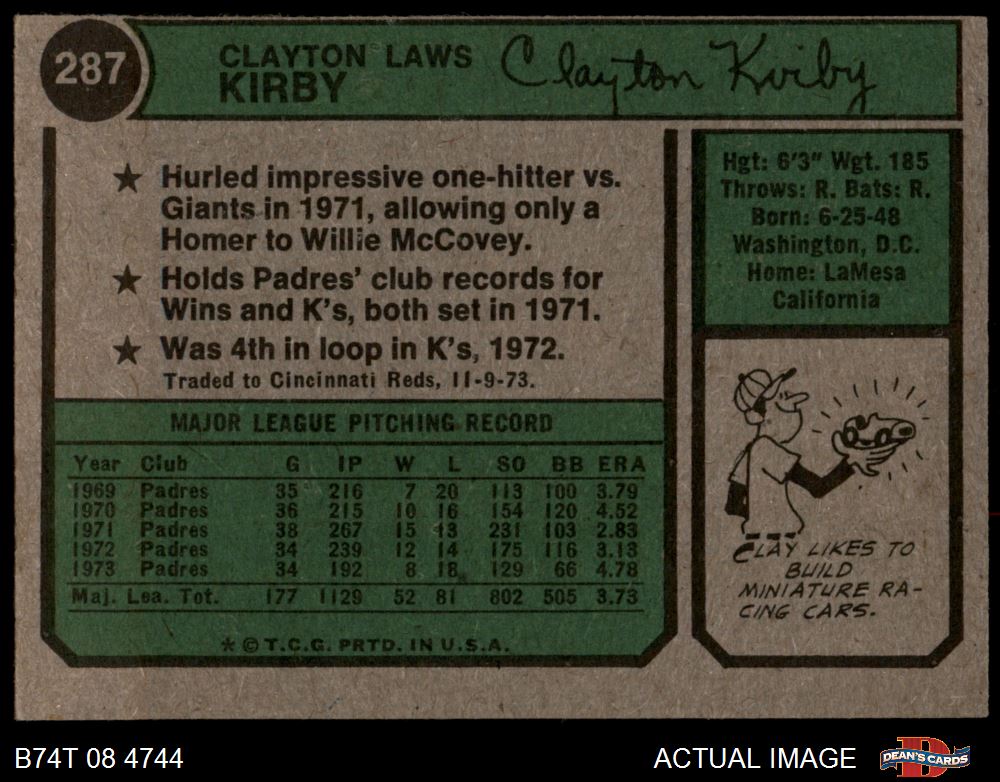 287
CLAYTON LAWS
KIRBY
Clayton Kirby
★ Hurled impressive one-hitter vs.
Giants in 1971, allowing only a
Homer to Willie McCovey.
★ Holds Padres' club records for
Wins and K's, both set in 1971.
★ Was 4th in loop in K's, 1972.
Traded to Cincinnati Reds, 11-9-73.
Hgt: 6'3" Wgt. 185
Throws: R. Bats: R.
Born: 6-25-48
Washington, D.C.
Home: LaMesa
California
MAJOR LEAGUE PITCHING RECORD
Year Club G IP W L SO BB ERA
1969 Padres 35 216 7 20 113 100 3.79
1970 Padres 36 215 10 16 154 120 4.52
1971 Padres 38 267 15 13 231 103 2.83
1972 Padres 34 239 12 14 175 116 3.13
1973 Padres 34 192 8 18 129 66 4.78
Maj. Lea. Tot. 177 1129 52 81 802 505 3.73
* © T.C.G. PRTD. IN U.S.A.
CLAY LIKES TO
BUILD
MINIATURE RA-
CING CARS.
B74T 08 4744
ACTUAL IMAGE
D
DEAN'S CARDS